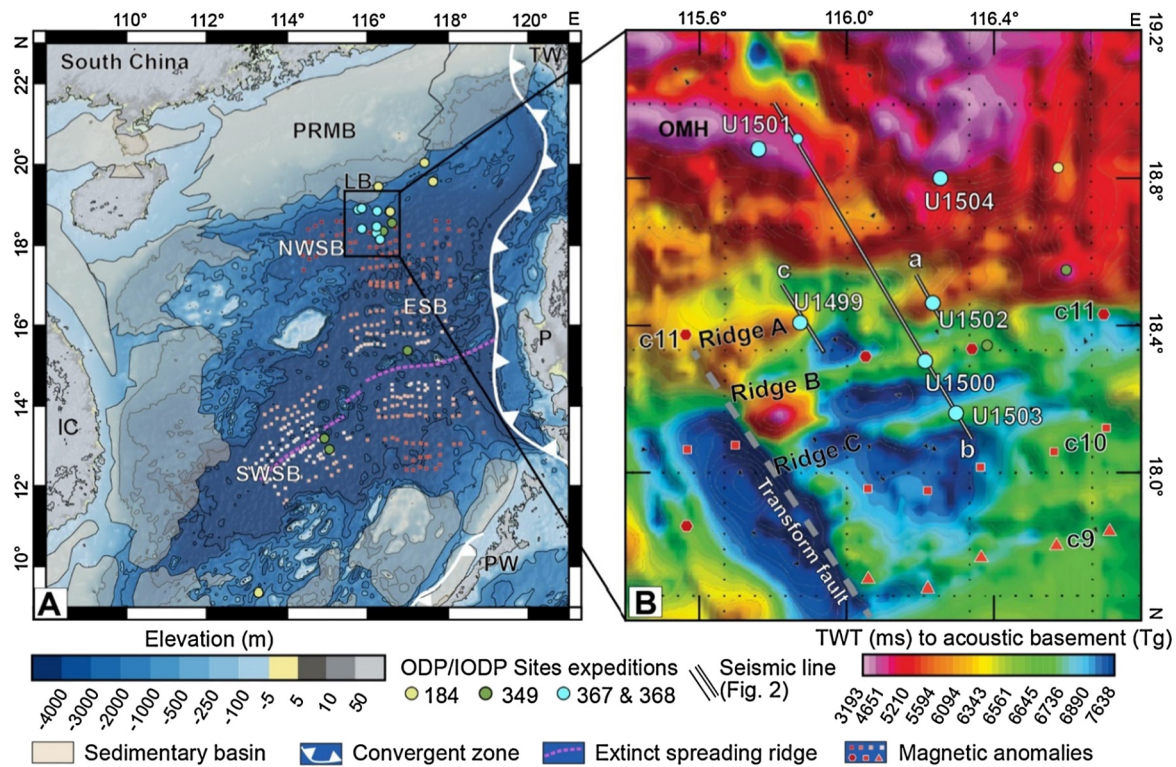 110° 112° 114° 116° 118° 120° E
N
22°
20°
18°
16°
14°
12°
10°
South China
TW
PRMB
LB
NWSB
ESB
P
IC
SWSB
PW
A
115.6° 116.0° 116.4° E
19.2°
18.8°
18.4°
18.0°
N
OMH
U1501
U1504
a
c
U1499
U1502
c11
c11
Ridge A
U1500
Ridge B
U1503
Ridge C
b
c10
Transform fault
c9
B
Elevation (m)
-4000 -3000 -2000 -1000 -500 -250 -100 -5 5 10 50
ODP/IODP Sites expeditions
184 349 367 & 368
Seismic line
(Fig. 2)
TWT (ms) to acoustic basement (Tg)
3193 4651 5210 5584 6094 6343 6561 6645 6736 6890 7638
Sedimentary basin
Convergent zone
Extinct spreading ridge
Magnetic anomalies